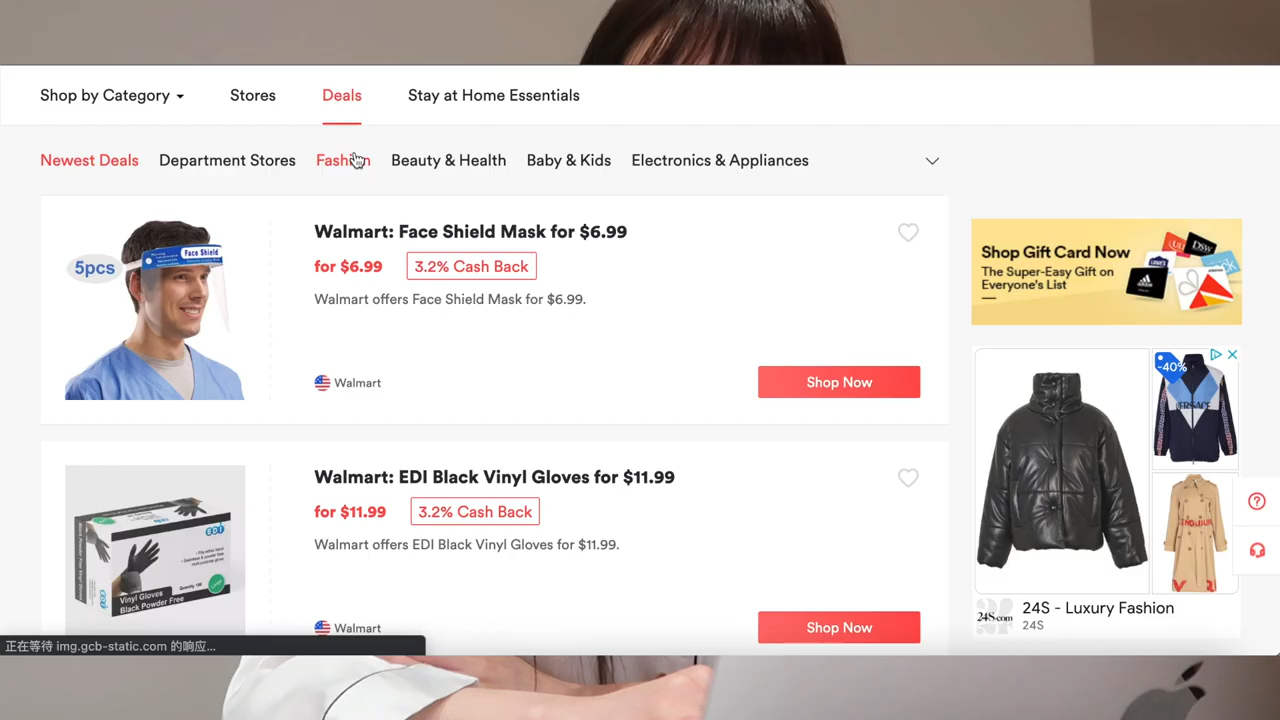 Shop by Category
Stores
Deals
Stay at Home Essentials
Newest Deals
Department Stores
Fashion
Beauty & Health
Baby & Kids
Electronics & Appliances
5pcs
Face Shield
Walmart: Face Shield Mask for $6.99
for $6.99
3.2% Cash Back
Walmart offers Face Shield Mask for $6.99.
Walmart
Shop Now
Walmart: EDI Black Vinyl Gloves for $11.99
for $11.99
3.2% Cash Back
Walmart offers EDI Black Vinyl Gloves for $11.99.
EDI
Vinyl Gloves
Black Powder Free
Walmart
Shop Now
Shop Gift Card Now
The Super-Easy Gift on
Everyone's List
DSW
adidas
-40%
VERSACE
24S.com
24S - Luxury Fashion
24S
正在等待 img.gcb-static.com 的响应...